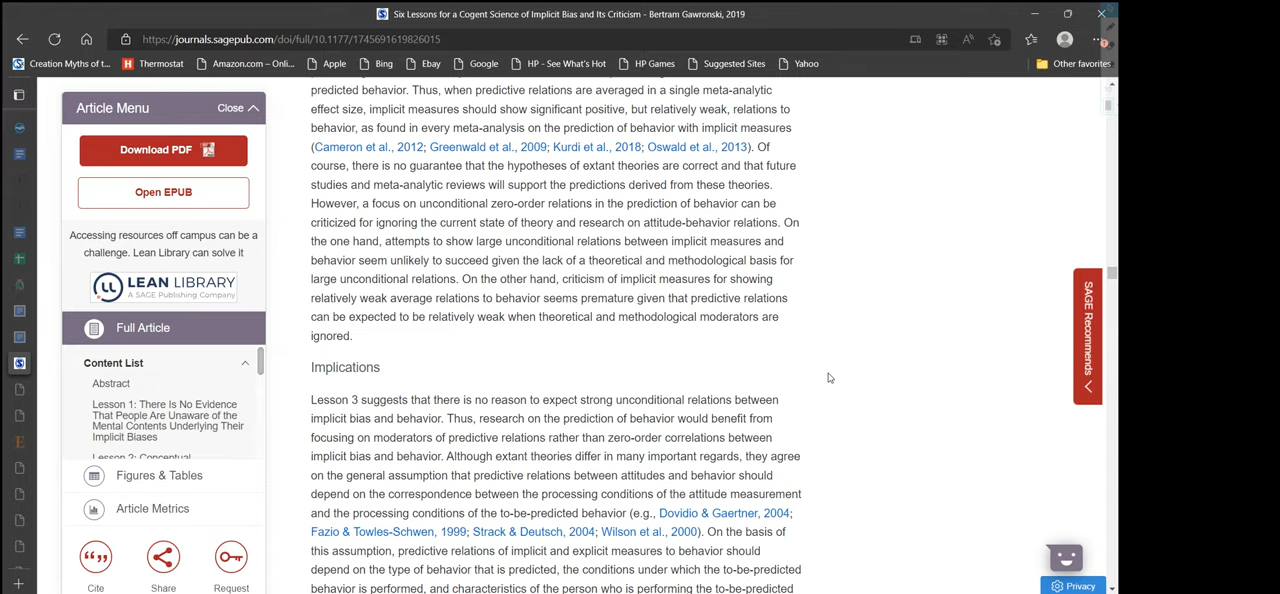 Six Lessons for a Cogent Science of Implicit Bias and Its Criticism - Bertram Gawronski, 2019
https://journals.sagepub.com/doi/full/10.1177/1745691619826015
Creation Myths of t...
Thermostat
Amazon.com – Onli...
Apple
Bing
Ebay
Google
HP - See What's Hot
HP Games
Suggested Sites
Yahoo
Other favorites
Article Menu
Close
Download PDF
Open EPUB
Accessing resources off campus can be a
challenge. Lean Library can solve it
LEAN LIBRARY
A SAGE Publishing Company
Full Article
Content List
Abstract
Lesson 1: There Is No Evidence
That People Are Unaware of the
Mental Contents Underlying Their
Implicit Biases
Lesson 2: Conceptual
Figures & Tables
Article Metrics
Cite
Share
Request
predicted behavior. Thus, when predictive relations are averaged in a single meta-analytic
effect size, implicit measures should show significant positive, but relatively weak, relations to
behavior, as found in every meta-analysis on the prediction of behavior with implicit measures
(Cameron et al., 2012; Greenwald et al., 2009; Kurdi et al., 2018; Oswald et al., 2013). Of
course, there is no guarantee that the hypotheses of extant theories are correct and that future
studies and meta-analytic reviews will support the predictions derived from these theories.
However, a focus on unconditional zero-order relations in the prediction of behavior can be
criticized for ignoring the current state of theory and research on attitude-behavior relations. On
the one hand, attempts to show large unconditional relations between implicit measures and
behavior seem unlikely to succeed given the lack of a theoretical and methodological basis for
large unconditional relations. On the other hand, criticism of implicit measures for showing
relatively weak average relations to behavior seems premature given that predictive relations
can be expected to be relatively weak when theoretical and methodological moderators are
ignored.
Implications
Lesson 3 suggests that there is no reason to expect strong unconditional relations between
implicit bias and behavior. Thus, research on the prediction of behavior would benefit from
focusing on moderators of predictive relations rather than zero-order correlations between
implicit bias and behavior. Although extant theories differ in many important regards, they agree
on the general assumption that predictive relations between attitudes and behavior should
depend on the correspondence between the processing conditions of the attitude measurement
and the processing conditions of the to-be-predicted behavior (e.g., Dovidio & Gaertner, 2004;
Fazio & Towles-Schwen, 1999; Strack & Deutsch, 2004; Wilson et al., 2000). On the basis of
this assumption, predictive relations of implicit and explicit measures to behavior should
depend on the type of behavior that is predicted, the conditions under which the to-be-predicted
behavior is performed, and characteristics of the person who is performing the to-be-predicted
SAGE Recommends
Privacy